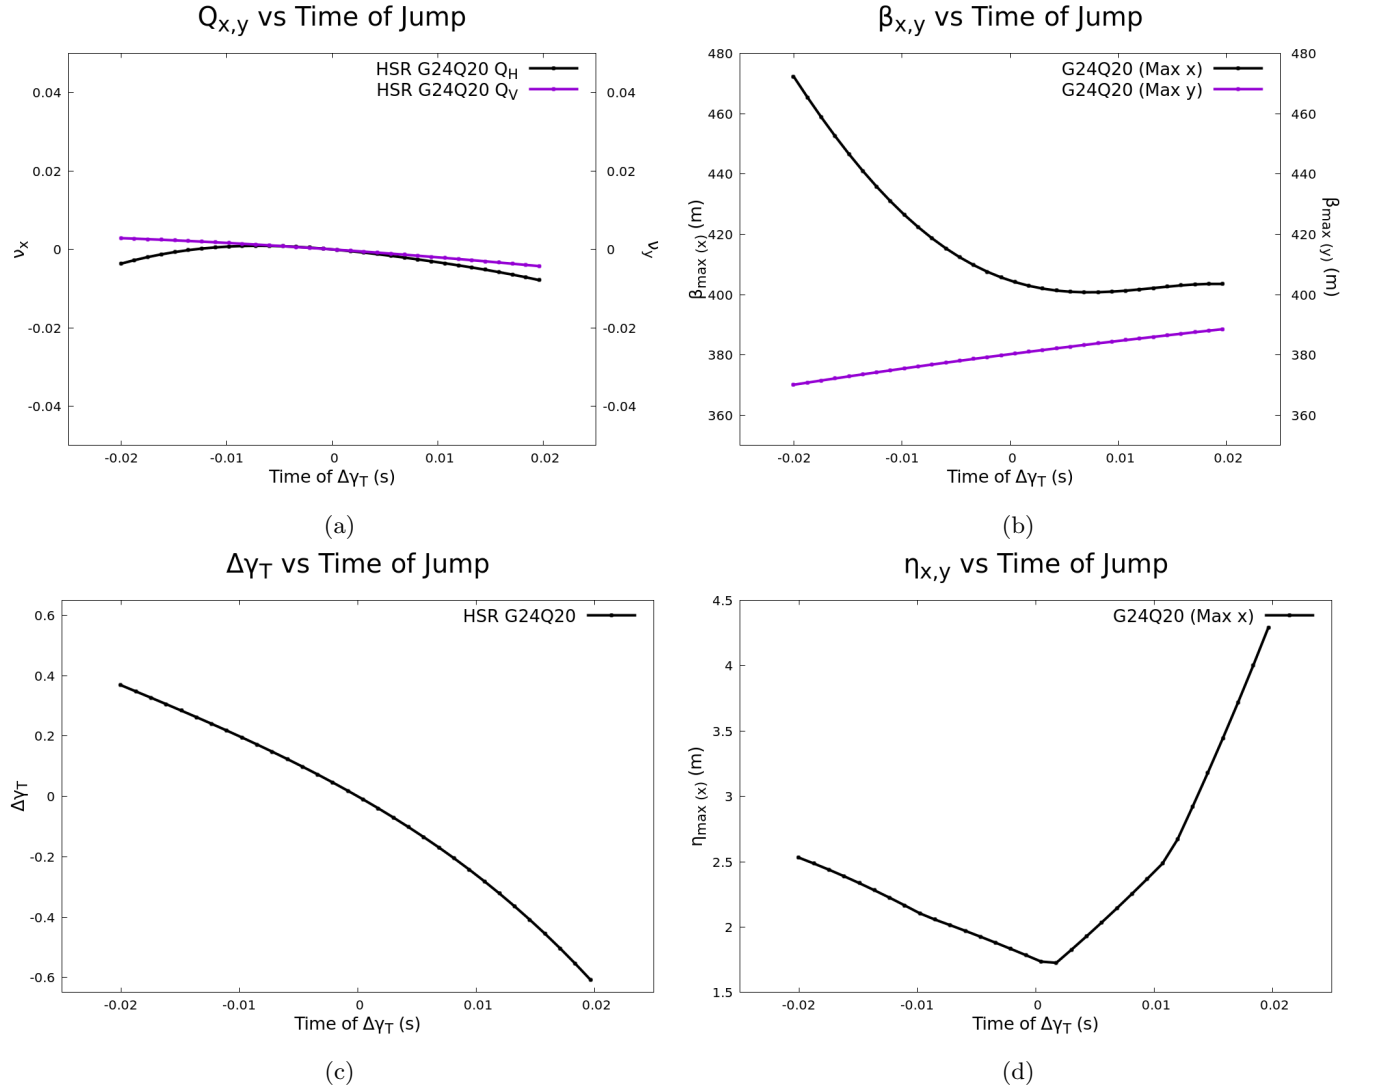 Qx,y vs Time of Jump
HSR G24Q20 QH
HSR G24Q20 QV
0.04
0.02
0
-0.02
-0.04
0.04
0.02
0
-0.02
-0.04
νx
νy
-0.02 -0.01 0 0.01 0.02
Time of ΔγT (s)
(a)
βx,y vs Time of Jump
G24Q20 (Max x)
G24Q20 (Max y)
480
460
440
420
400
380
360
480
460
440
420
400
380
360
βmax (x) (m)
βmax (y) (m)
-0.02 -0.01 0 0.01 0.02
Time of ΔγT (s)
(b)
ΔγT vs Time of Jump
HSR G24Q20
0.6
0.4
0.2
0
-0.2
-0.4
-0.6
ΔγT
-0.02 -0.01 0 0.01 0.02
Time of ΔγT (s)
(c)
ηx,y vs Time of Jump
G24Q20 (Max x)
4.5
4
3.5
3
2.5
2
1.5
ηmax (x) (m)
-0.02 -0.01 0 0.01 0.02
Time of ΔγT (s)
(d)